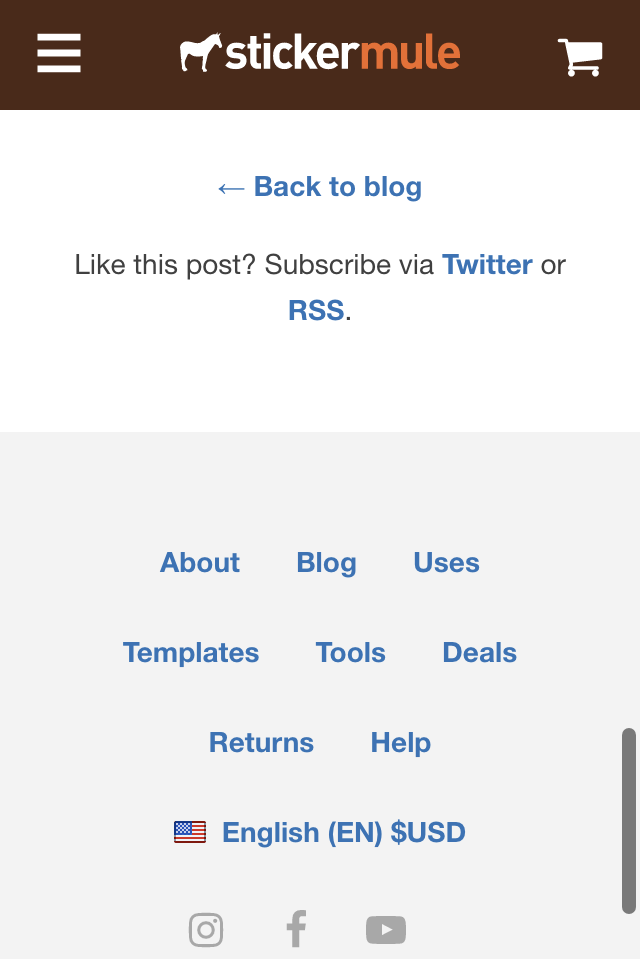 stickermule
← Back to blog
Like this post? Subscribe via Twitter or
RSS.
About Blog Uses
Templates Tools Deals
Returns Help
English (EN) $USD